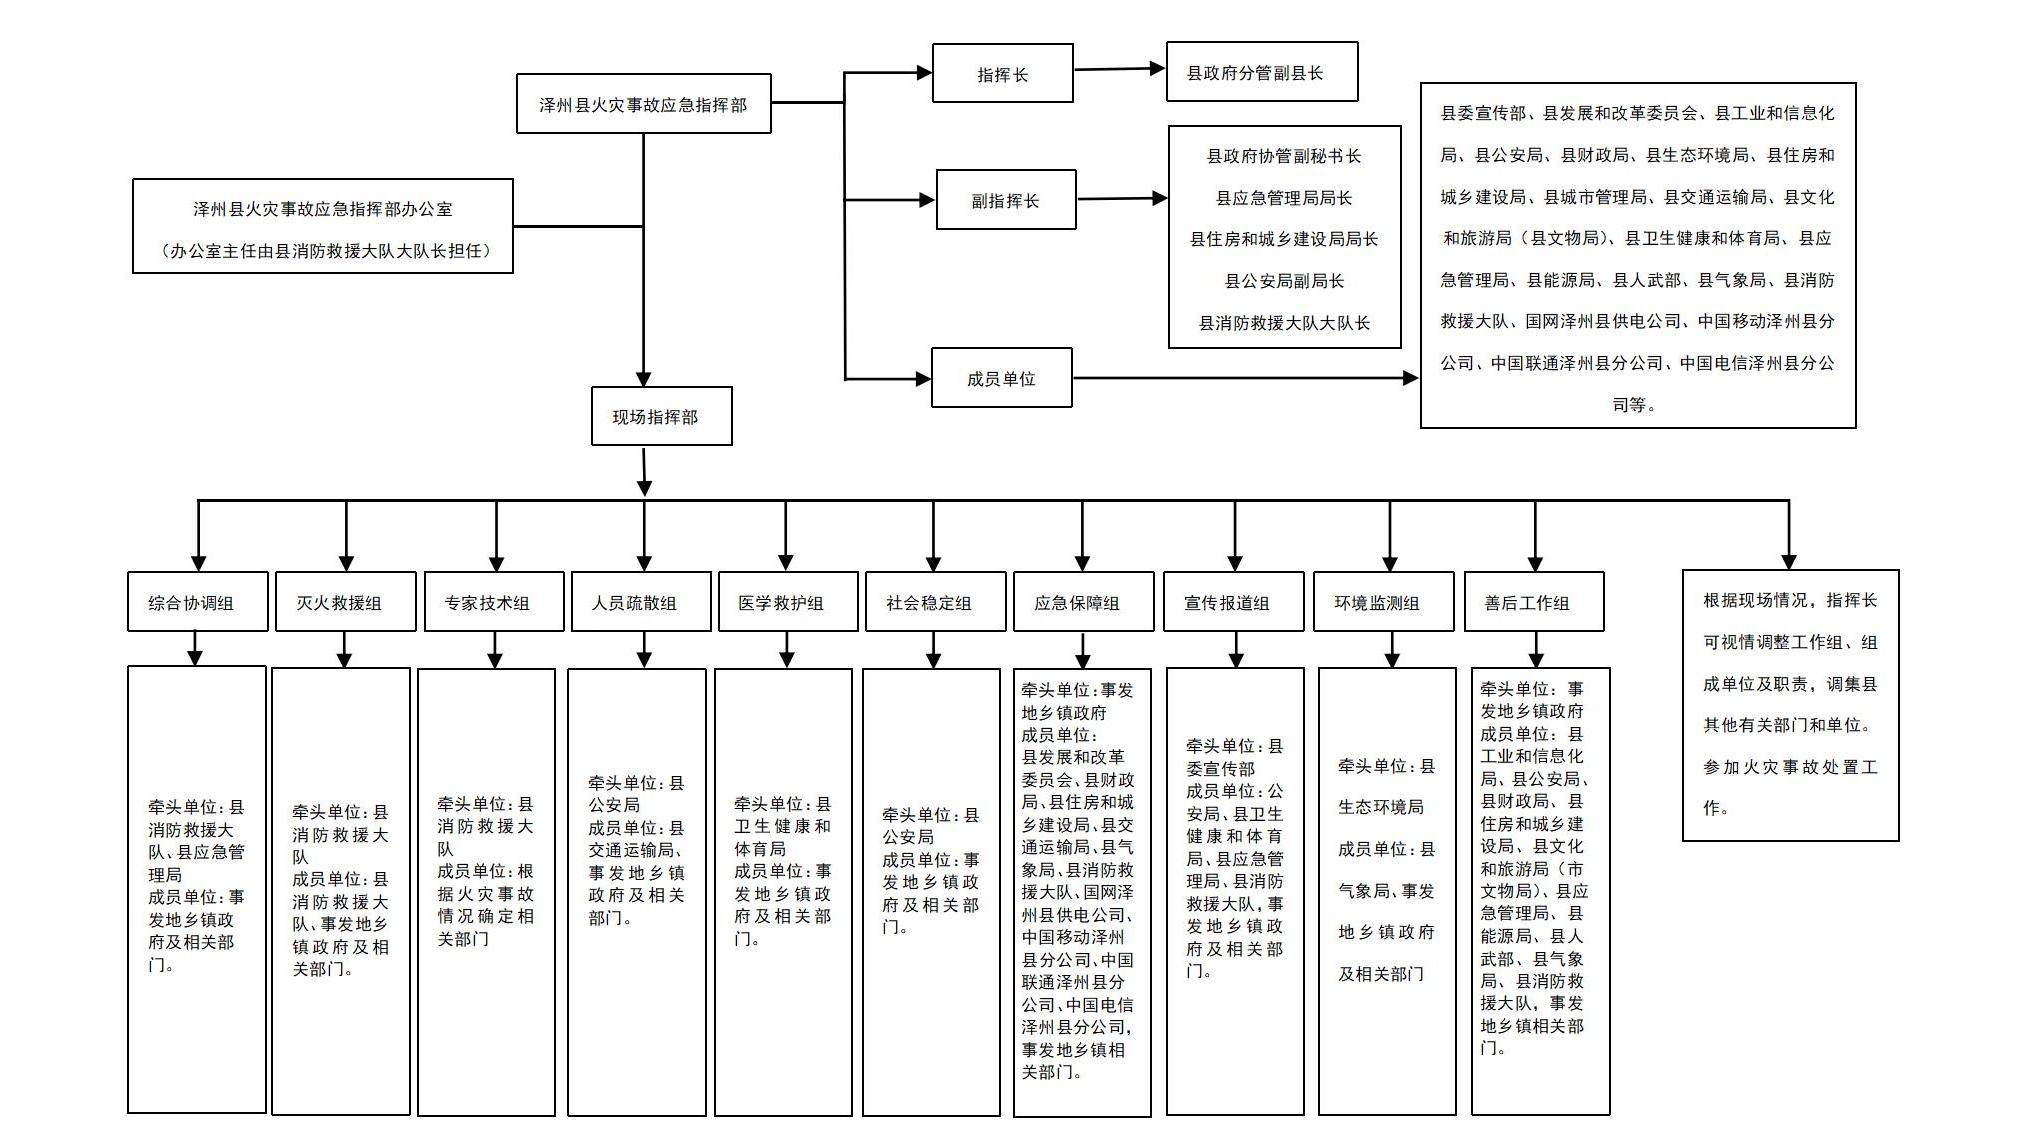 泽州县火灾事故应急指挥部
指挥长
县政府分管副县长
泽州县火灾事故应急指挥部办公室
（办公室主任由县消防救援大队大队长担任）
副指挥长
县政府协管副秘书长
县应急管理局局长
县住房和城乡建设局局长
县公安局副局长
县消防救援大队大队长
县委宣传部、县发展和改革委员会、县工业和信息化
局、县公安局、县财政局、县生态环境局、县住房和
城乡建设局、县城市管理局、县交通运输局、县文化
和旅游局（县文物局）、县卫生健康和体育局、县应
急管理局、县能源局、县人武部、县气象局、县消防
救援大队、国网泽州县供电公司、中国移动泽州县分
公司、中国联通泽州县分公司、中国电信泽州县分公
司等。
成员单位
现场指挥部
综合协调组
灭火救援组
专家技术组
人员疏散组
医学救护组
社会稳定组
应急保障组
宣传报道组
环境监测组
善后工作组
根据现场情况，指挥长
可视情调整工作组、组
成单位及职责，调集县
其他有关部门和单位。
参加火灾事故处置工
作。
牵头单位：县
消防救援大
队、县应急管
理局
成员单位：事
发地乡镇政
府及相关部
门。
牵头单位：县
消防救援大
队
成员单位：县
消防救援大
队、事发地乡
镇政府及相
关部门。
牵头单位：县
消防救援大
队
成员单位：根
据火灾事故
情况确定相
关部门
牵头单位：县
公安局
成员单位：县
交通运输局、
事发地乡镇
政府及相关
部门。
牵头单位：县
卫生健康和
体育局
成员单位：事
发地乡镇政
府及相关部
门。
牵头单位：县
公安局
成员单位：事
发地乡镇政
府及相关部
门。
牵头单位：事发
地乡镇政府
成员单位：
县发展和改革
委员会、县财政
局、县住房和城
乡建设局、县交
通运输局、县气
象局、县消防救
援大队、国网泽
州县供电公司、
中国移动泽州
县分公司、中国
联通泽州县分
公司、中国电信
泽州县分公司，
事发地乡镇相
关部门。
牵头单位：县
委宣传部
成员单位：公
安局、县卫生
健康和体育
局、县应急管
理局、县消防
救援大队，事
发地乡镇政
府及相关部
门。
牵头单位：县
生态环境局
成员单位：县
气象局、事发
地乡镇政府
及相关部门
牵头单位：事
发地乡镇政府
成员单位：县
工业和信息化
局、县公安局、
县财政局、县
住房和城乡建
设局、县文化
和旅游局（市
文物局）、县应
急管理局、县
能源局、县人
武部、县气象
局、县消防救
援大队，事发
地乡镇相关部
门。